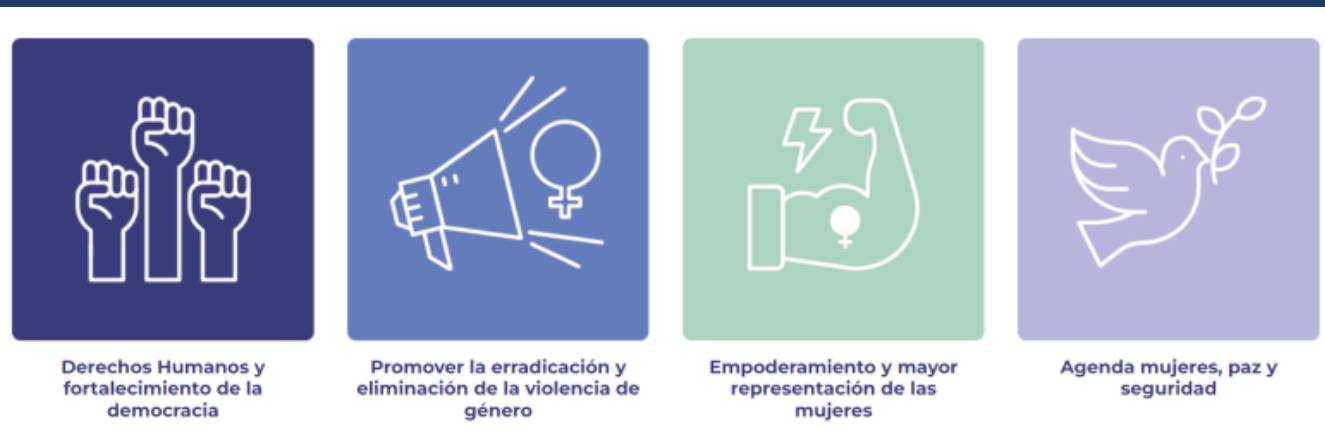 Derechos Humanos y
fortalecimiento de la
democracia
Promover la erradicación y
eliminación de la violencia de
género
Empoderamiento y mayor
representación de las
mujeres
Agenda mujeres, paz y
seguridad